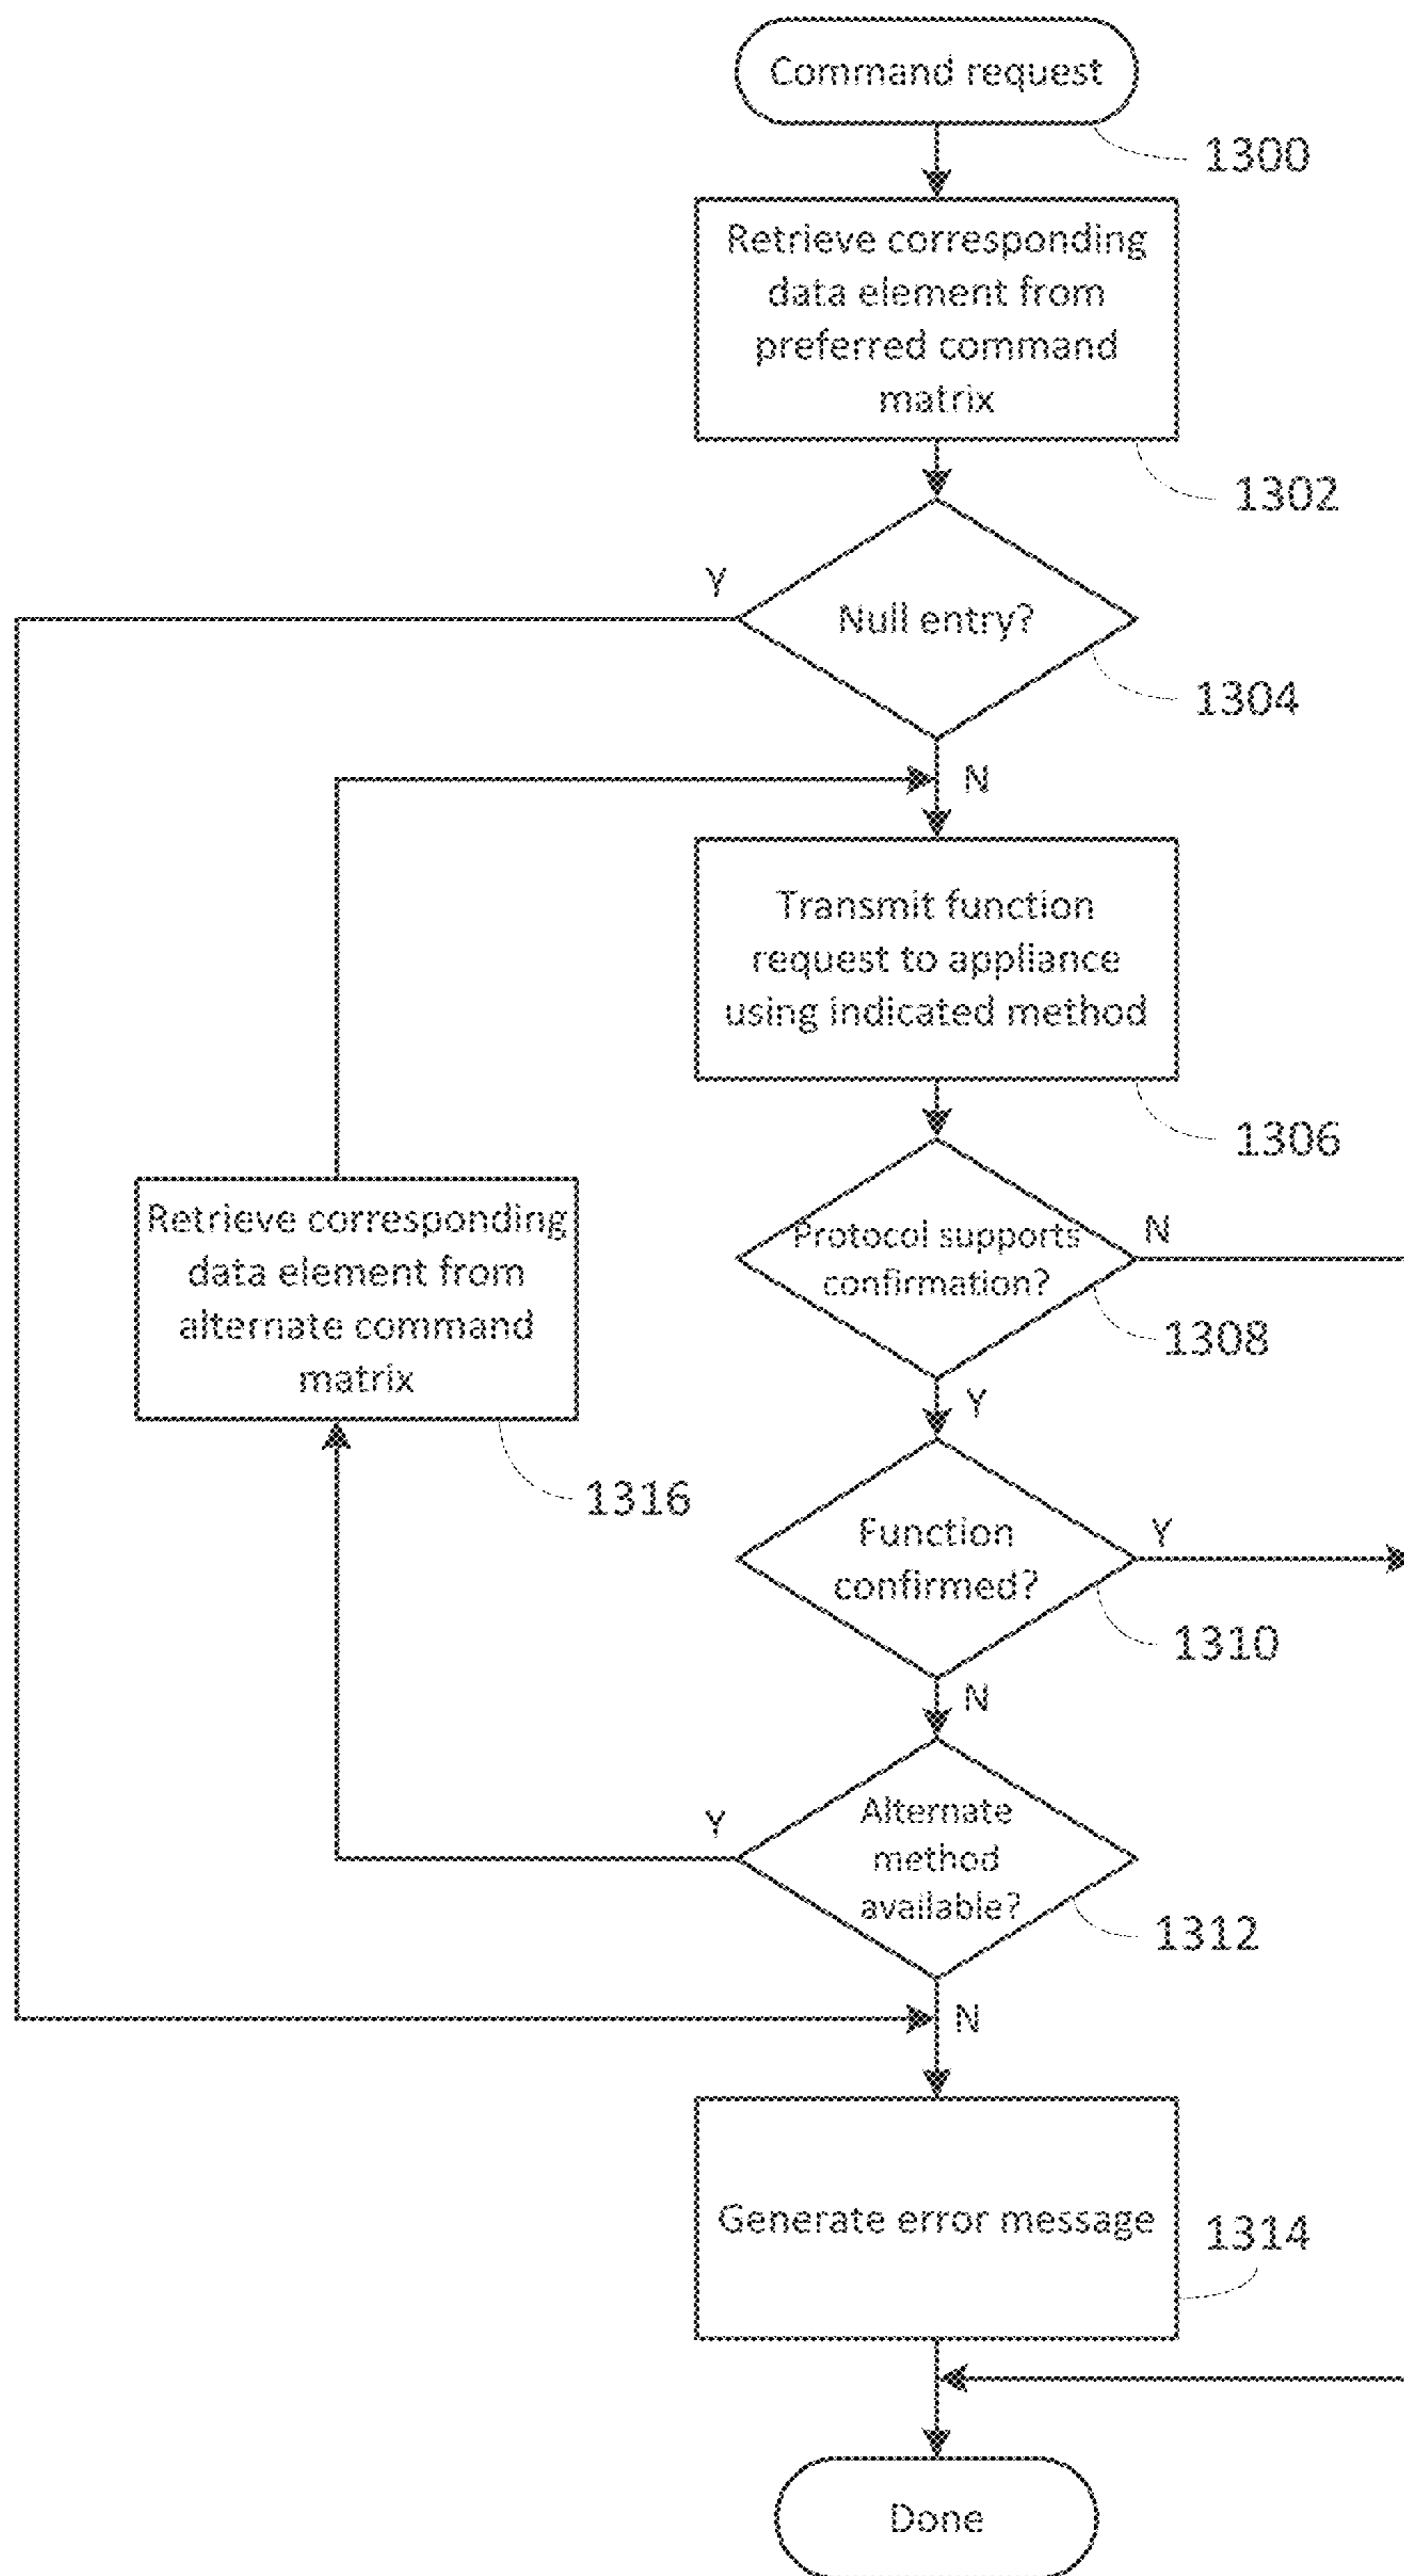 Command request
1300
Retrieve corresponding
data element from
preferred command
matrix
1302
Y
Null entry?
1304
N
Transmit function
request to appliance
using indicated method
1306
Retrieve corresponding
data element from
alternate command
matrix
1316
Protocol supports
confirmation?
N
1308
Y
Function
confirmed?
Y
1310
N
Y
Alternate
method
available?
1312
N
Generate error message
1314
Done